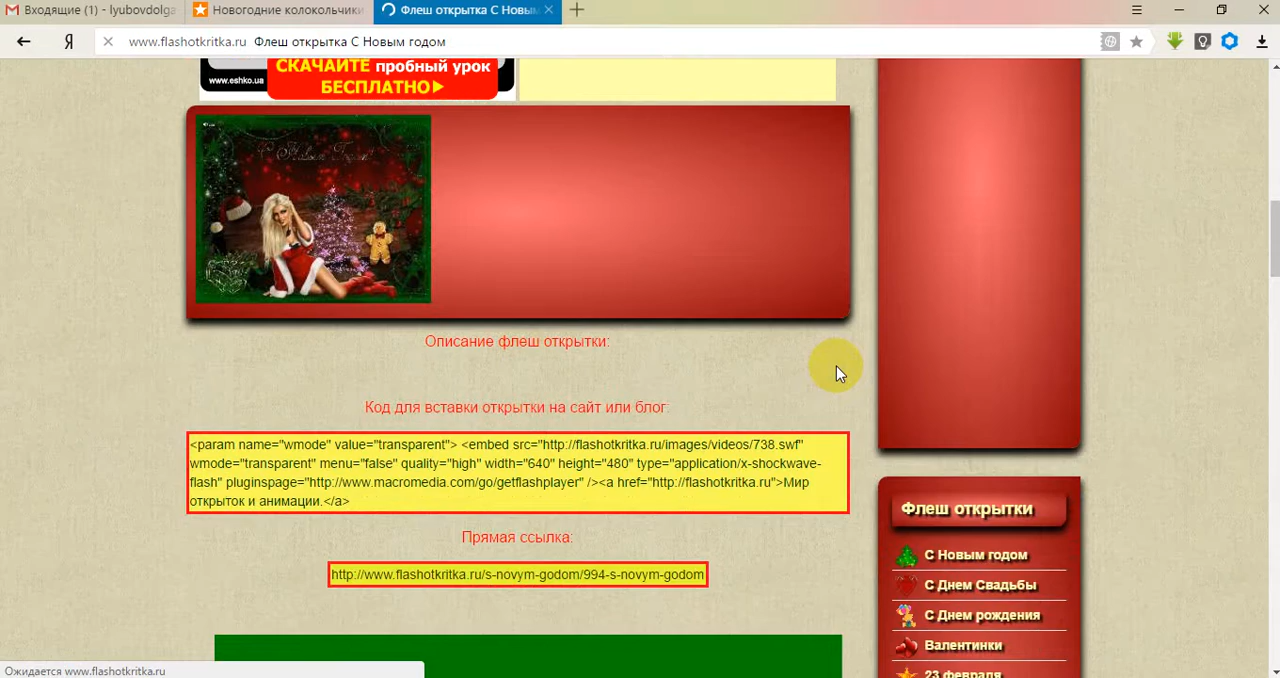 Входящие (1) - lyubovdolga
Новогодние колокольчики
Флеш открытка С Новым
www.flashotkritka.ru Флеш открытка С Новым годом
СКАЧАЙТЕ пробный урок
БЕСПЛАТНО
www.eshko.ua
С Новым Годом
Описание флеш открытки:
Код для вставки открытки на сайт или блог:
<param name="wmode" value="transparent"> <embed src="http://flashotkritka.ru/images/videos/738.swf"
wmode="transparent" menu="false" quality="high" width="640" height="480" type="application/x-shockwave-
flash" pluginspage="http://www.macromedia.com/go/getflashplayer" /><a href="http://flashotkritka.ru">Мир
открыток и анимации.</a>
Прямая ссылка:
http://www.flashotkritka.ru/s-novym-godom/994-s-novym-godom
Флеш открытки
С Новым годом
С Днем Свадьбы
С Днем рождения
Валентинки
23 февраля
Ожидается www.flashotkritka.ru